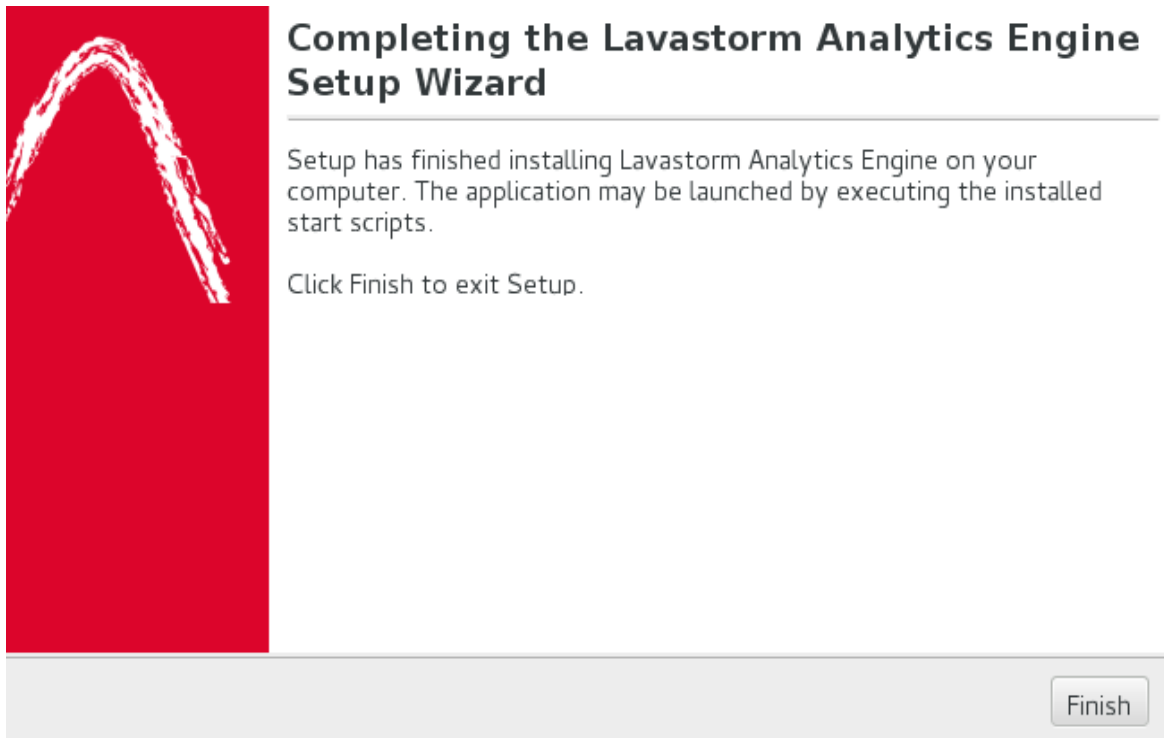 Completing the Lavastorm Analytics Engine
Setup Wizard
Setup has finished installing Lavastorm Analytics Engine on your
computer. The application may be launched by executing the installed
start scripts.
Click Finish to exit Setup.
Finish